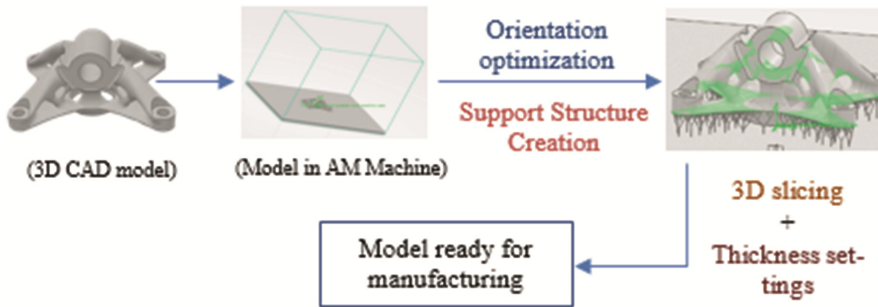 Orientation
optimization
Support Structure
Creation
(3D CAD model)
(Model in AM Machine)
3D slicing
+
Thickness set-
tings
Model ready for
manufacturing